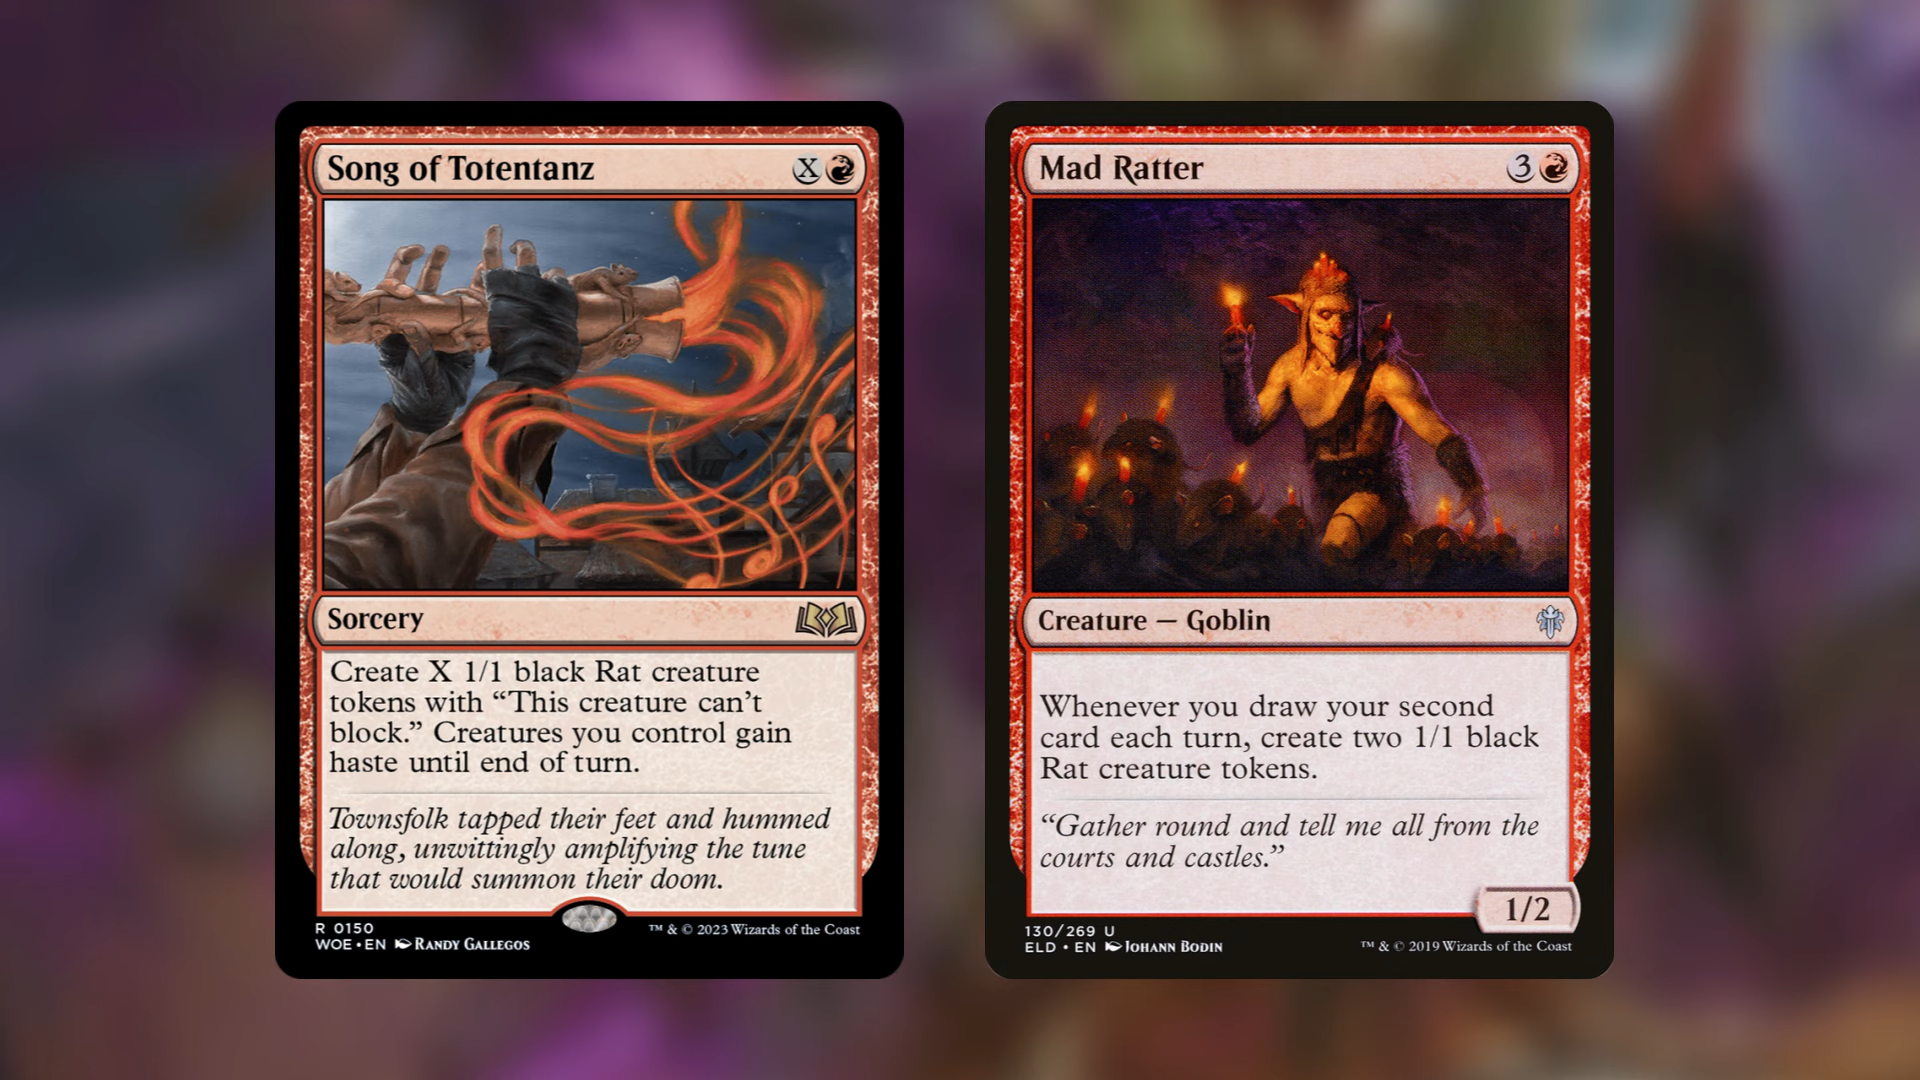 Song of Totentanz
X
Sorcery
Create X 1/1 black Rat creature
tokens with “This creature can’t
block.” Creatures you control gain
haste until end of turn.
Townsfolk tapped their feet and hummed
along, unwittingly amplifying the tune
that would summon their doom.
R 0150
WOE • EN RANDY GALLEGOS
™ & © 2023 Wizards of the Coast
Mad Ratter
3
Creature — Goblin
Whenever you draw your second
card each turn, create two 1/1 black
Rat creature tokens.
“Gather round and tell me all from the
courts and castles.”
1/2
130/269 U
ELD • EN JOHANN BODIN
™ & © 2019 Wizards of the Coast